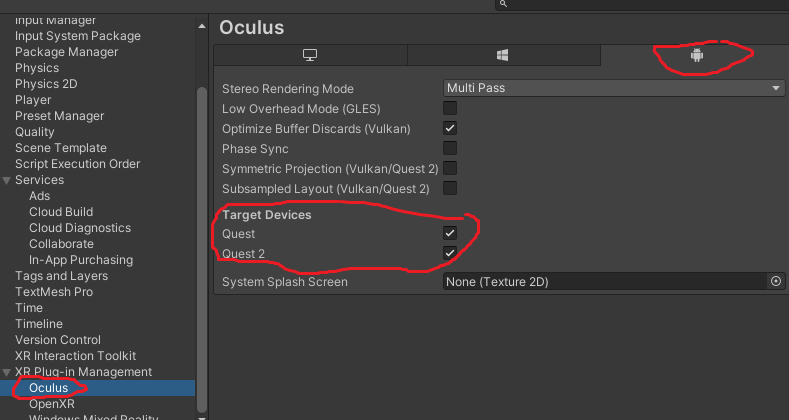 Input Manager
Input System Package
Package Manager
Physics
Physics 2D
Player
Preset Manager
Quality
Scene Template
Script Execution Order
Services
Ads
Cloud Build
Cloud Diagnostics
Collaborate
In-App Purchasing
Tags and Layers
TextMesh Pro
Time
Timeline
Version Control
XR Interaction Toolkit
XR Plug-in Management
Oculus
OpenXR
Windows Mixed Reality
Oculus
Stereo Rendering Mode Multi Pass
Low Overhead Mode (GLES)
Optimize Buffer Discards (Vulkan)
Phase Sync
Symmetric Projection (Vulkan/Quest 2)
Subsampled Layout (Vulkan/Quest 2)
Target Devices
Quest
Quest 2
System Splash Screen None (Texture 2D)